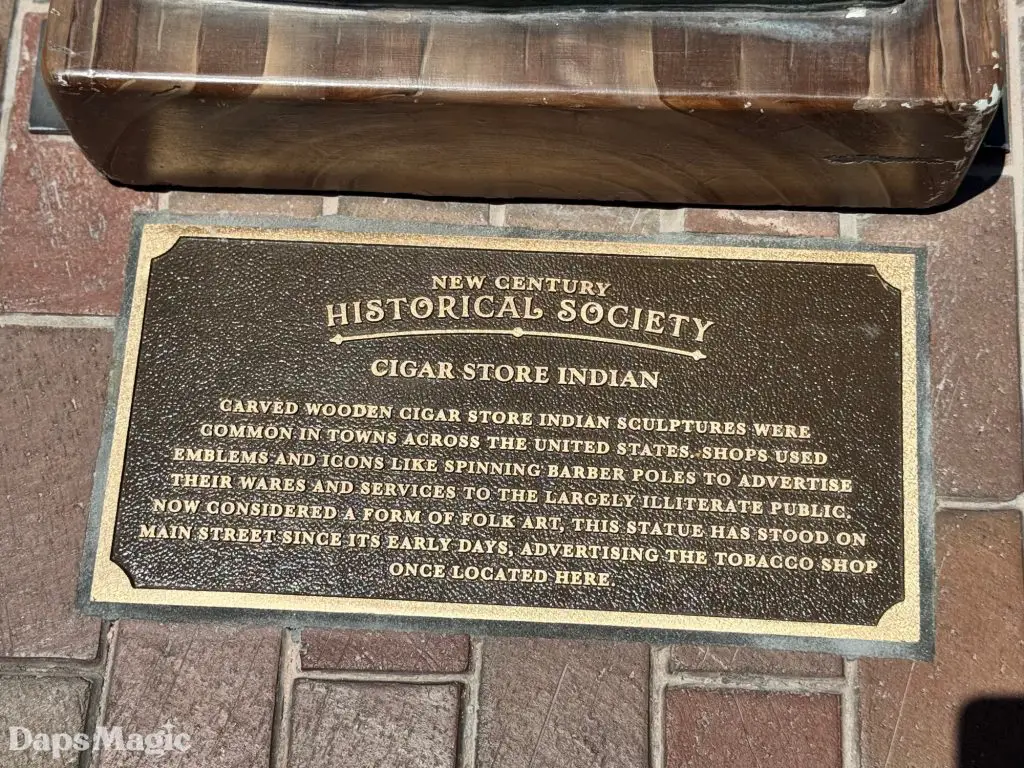 NEW CENTURY
HISTORICAL SOCIETY
CIGAR STORE INDIAN
CARVED WOODEN CIGAR STORE INDIAN SCULPTURES WERE
COMMON IN TOWNS ACROSS THE UNITED STATES. SHOPS USED
EMBLEMS AND ICONS LIKE SPINNING BARBER POLES TO ADVERTISE
THEIR WARES AND SERVICES TO THE LARGELY ILLITERATE PUBLIC.
NOW CONSIDERED A FORM OF FOLK ART, THIS STATUE HAS STOOD ON
MAIN STREET SINCE ITS EARLY DAYS, ADVERTISING THE TOBACCO SHOP
ONCE LOCATED HERE.
DapsMagic